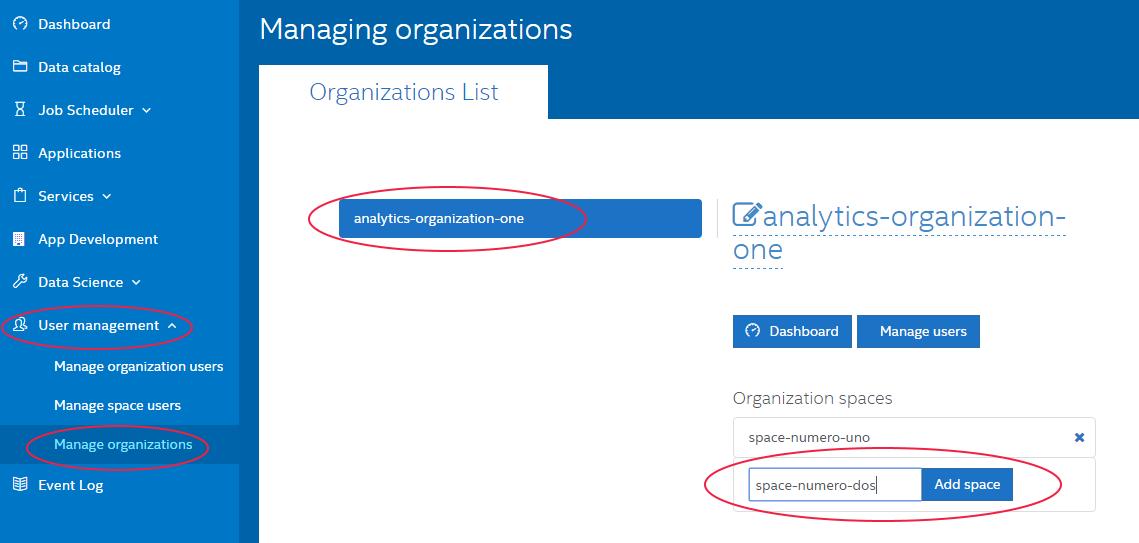 Dashboard
Data catalog
Job Scheduler
Applications
Services
App Development
Data Science
User management
Manage organization users
Manage space users
Manage organizations
Event Log
Managing organizations
Organizations List
analytics-organization-one
analytics-organization-
one
Dashboard
Manage users
Organization spaces
space-numero-uno
space-numero-dos
Add space